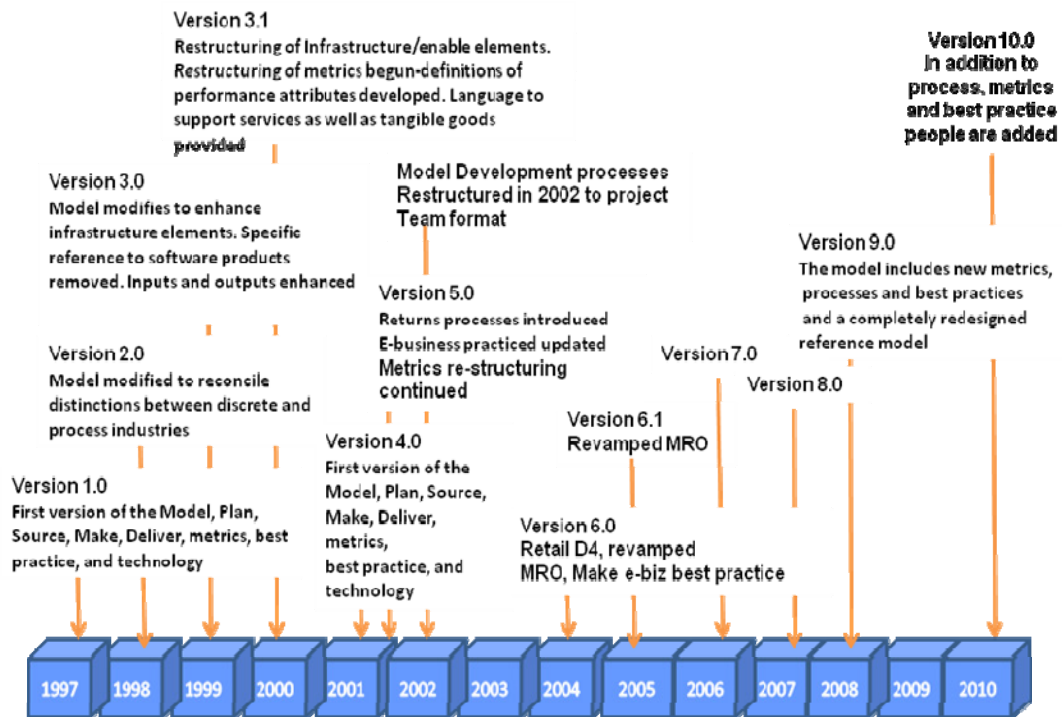 Version 3.1
Restructuring of Infrastructure/enable elements.
Restructuring of metrics begun-definitions of
performance attributes developed. Language to
support services as well as tangible goods
provided
Version 10.0
In addition to
process, metrics
and best practice
people are added
Version 3.0
Model modifies to enhance
infrastructure elements. Specific
reference to software products
removed. Inputs and outputs enhanced
Model Development processes
Restructured in 2002 to project
Team format
Version 9.0
The model includes new metrics,
processes and best practices
and a completely redesigned
reference model
Version 5.0
Returns processes introduced
E-business practiced updated
Metrics re-structuring
continued
Version 2.0
Model modified to reconcile
distinctions between discrete and
process industries
Version 7.0
Version 8.0
Version 6.1
Revamped MRO
Version 4.0
First version of the
Model, Plan, Source,
Make, Deliver,
metrics,
best practice, and
technology
Version 1.0
First version of the Model, Plan,
Source, Make, Deliver, metrics, best
practice, and technology
Version 6.0
Retail D4, revamped
MRO, Make e-biz best practice
1997 1998 1999 2000 2001 2002 2003 2004 2005 2006 2007 2008 2009 2010